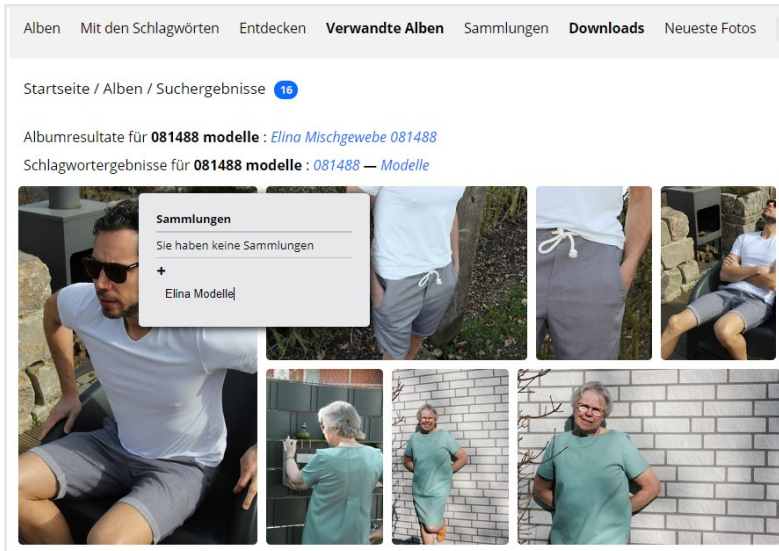 Alben Mit den Schlagwörten Entdecken Verwandte Alben Sammlungen Downloads Neueste Fotos
Startseite / Alben / Suchergebnisse 16
Albumresultate für 081488 modelle : Elina Mischgewebe 081488
Schlagwortergebnisse für 081488 modelle : 081488 — Modelle
Sammlungen
Sie haben keine Sammlungen
+
Elina Modelle